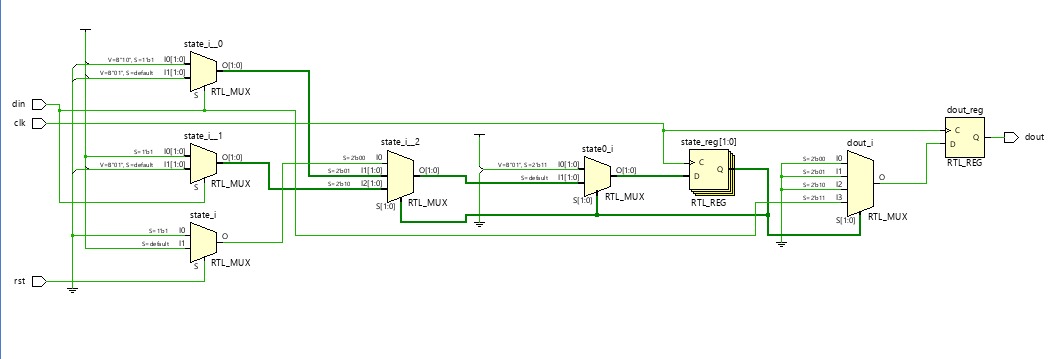 state_i__0
V=B"10", S=1'b1 I0[1:0]
V=B"01", S=default I1[1:0]
O[1:0]
S
RTL_MUX
din
clk
state_i__1
S=1'b1 I0[1:0]
V=B"01", S=default I1[1:0]
O[1:0]
S
RTL_MUX
state_i
S=1'b1 I0
S=default I1
O
S
RTL_MUX
rst
state_i__2
S=2'b00 I0
S=2'b01 I1[1:0]
S=2'b10 I2[1:0]
O[1:0]
S[1:0]
RTL_MUX
state0_i
V=B"01", S=2'b11 I0[1:0]
S=default I1[1:0]
O[1:0]
S[1:0]
RTL_MUX
state_reg[1:0]
C
D
Q
RTL_REG
dout_i
S=2'b00 I0
S=2'b01 I1
S=2'b10 I2
S=2'b11 I3
O
S[1:0]
RTL_MUX
dout_reg
C
D
Q
RTL_REG
dout